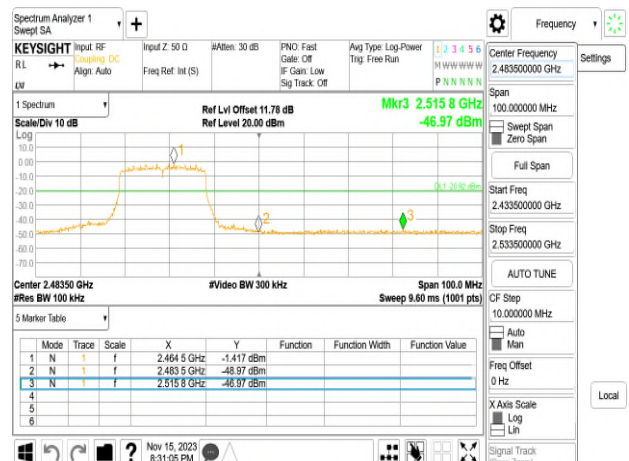 Spectrum Analyzer 1
Swept SA
Frequency
KEYSIGHT
Input: RF
Input Z: 50 Ω
#Atten: 30 dB
PNO: Fast
Avg Type: Log-Power
1 2 3 4 5 6
RL
Coupling: DC
Gate: Off
Trig: Free Run
M W W W W W
Align: Auto
Freq Ref: Int (S)
IF Gain: Low
Sig Track: Off
P N N N N N
LXI
Center Frequency
2.483500000 GHz
Settings
Span
100.000000 MHz
Swept Span
Zero Span
Full Span
Start Freq
2.433500000 GHz
Stop Freq
2.533500000 GHz
AUTO TUNE
CF Step
10.000000 MHz
Auto
Man
Freq Offset
0 Hz
X Axis Scale
Log
Lin
Local
Signal Track
1 Spectrum
Ref Lvl Offset 11.78 dB
Mkr3 2.515 8 GHz
Scale/Div 10 dB
Ref Level 20.00 dBm
-46.97 dBm
Log
10.0
0.00
-10.0
-20.0
-30.0
-40.0
-50.0
-60.0
-70.0
1
2
3
Center 2.48350 GHz
#Video BW 300 kHz
Span 100.0 MHz
#Res BW 100 kHz
Sweep 9.60 ms (1001 pts)
5 Marker Table
Mode Trace Scale X Y Function Function Width Function Value
1 N 1 f 2.464 5 GHz -1.417 dBm
2 N 1 f 2.483 5 GHz -48.97 dBm
3 N 1 f 2.515 8 GHz -46.97 dBm
4
5
6
?
Nov 15, 2023
8:31:05 PM